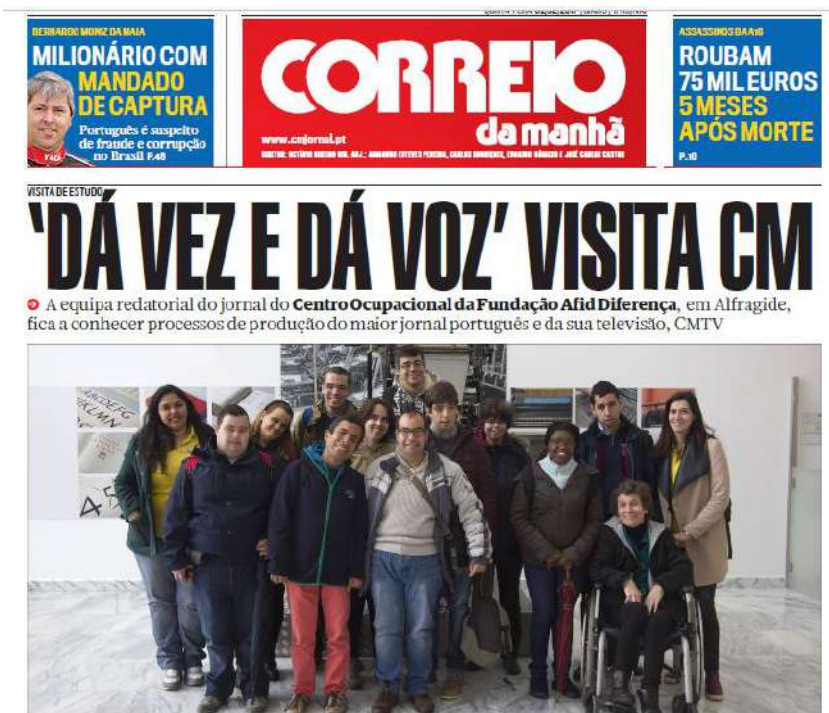 BERNARDO MONIZ DA MAIA
MILIONÁRIO COM
MANDADO
DE CAPTURA
Português é suspeito
de fraude e corrupção
no Brasil P.48
CORREIO
da manhã
www.cmjornal.pt
ASSASSINOS DA A16
ROUBAM
75 MIL EUROS
5 MESES
APÓS MORTE
P.10
VISITA DE ESTUDO
'DÁ VEZ E DÁ VOZ' VISITA CM
A equipa redatorial do jornal do Centro Ocupacional da Fundação Afid Diferença, em Alfragide,
fica a conhecer processos de produção do maior jornal português e da sua televisão, CMTV
ABCDEFG
IJKLMN